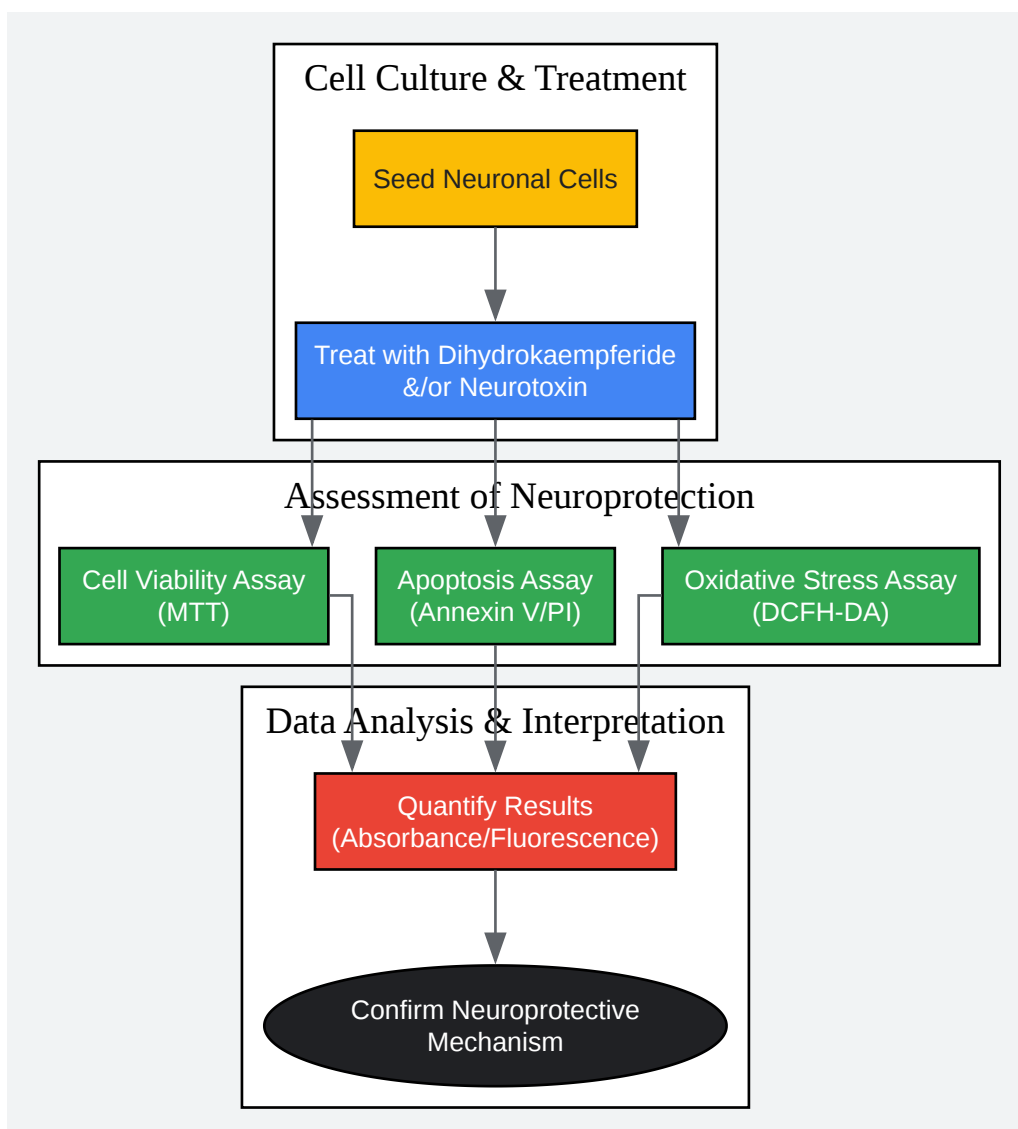 Cell Culture & Treatment
Seed Neuronal Cells
Treat with Dihydrokaempferide
&/or Neurotoxin
Assessment of Neuroprotection
Cell Viability Assay
(MTT)
Apoptosis Assay
(Annexin V/PI)
Oxidative Stress Assay
(DCFH-DA)
Data Analysis & Interpretation
Quantify Results
(Absorbance/Fluorescence)
Confirm Neuroprotective
Mechanism